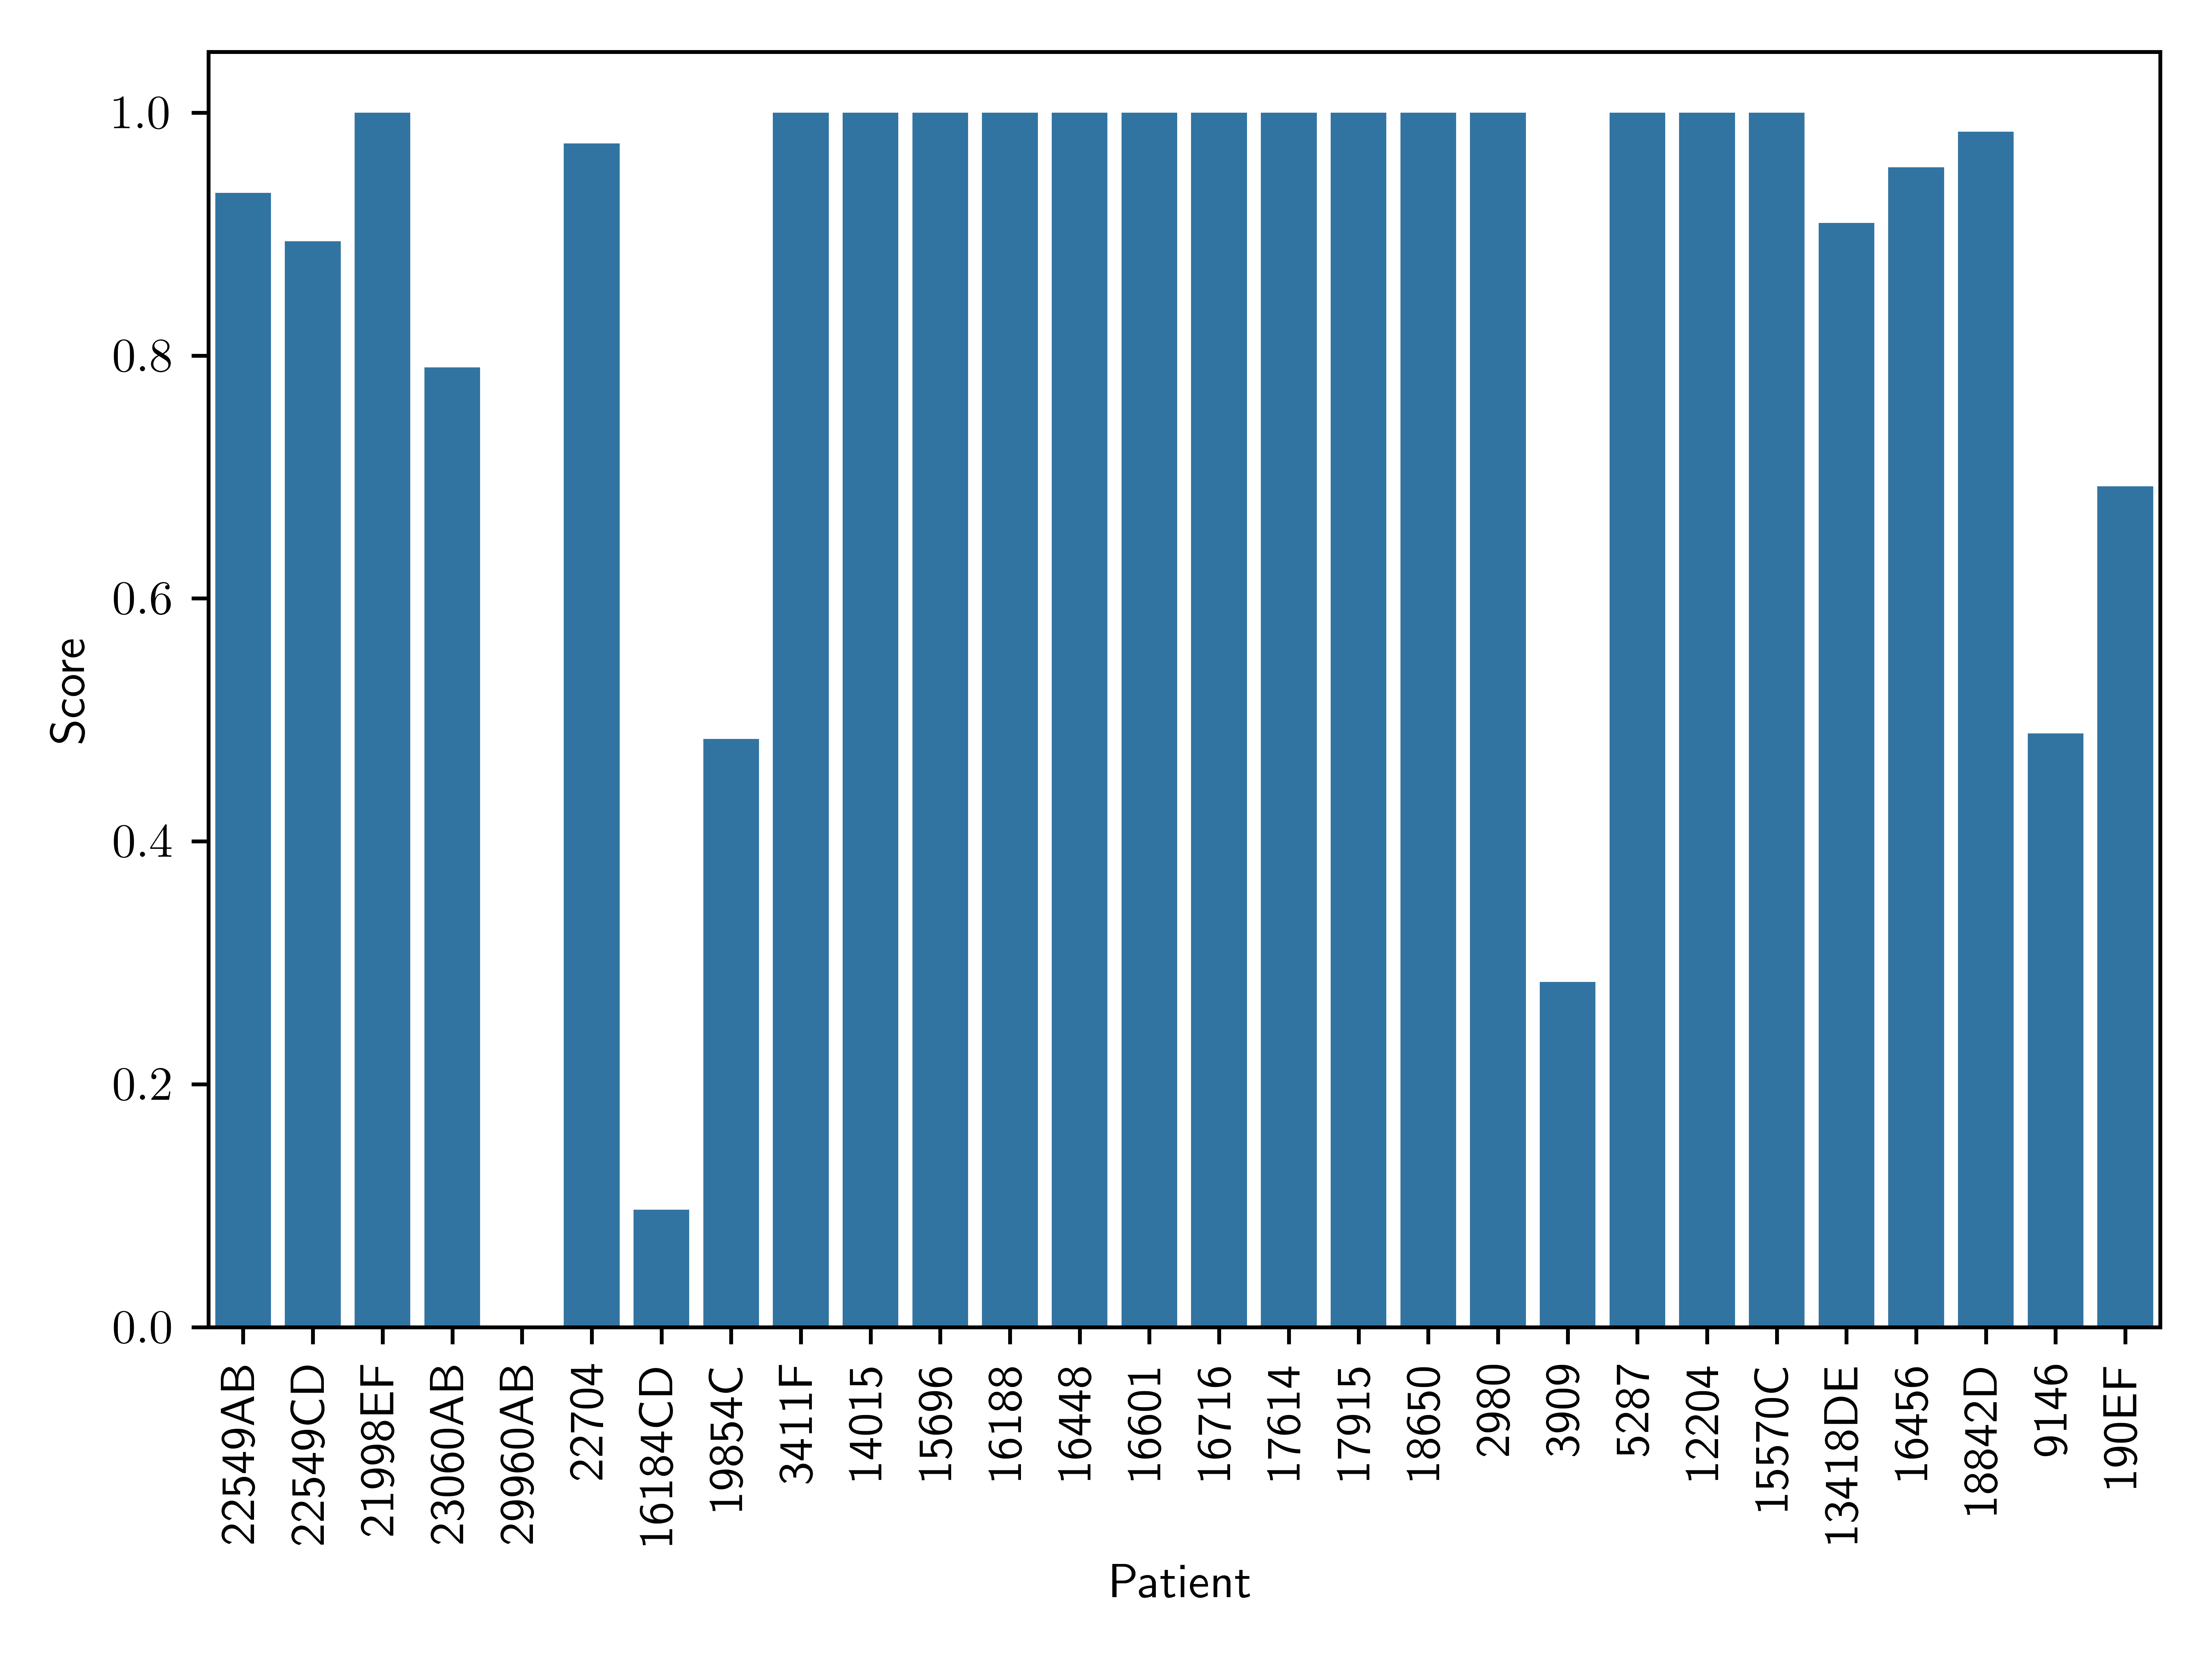 1.0
0.8
0.6
0.4
0.2
0.0
Score
22549AB
22549CD
21998EF
23060AB
29960AB
22704
16184CD
19854C
3411F
14015
15696
16188
16448
16601
16716
17614
17915
18650
2980
3909
5287
12204
15570C
13418DE
16456
18842D
9146
190EF
Patient